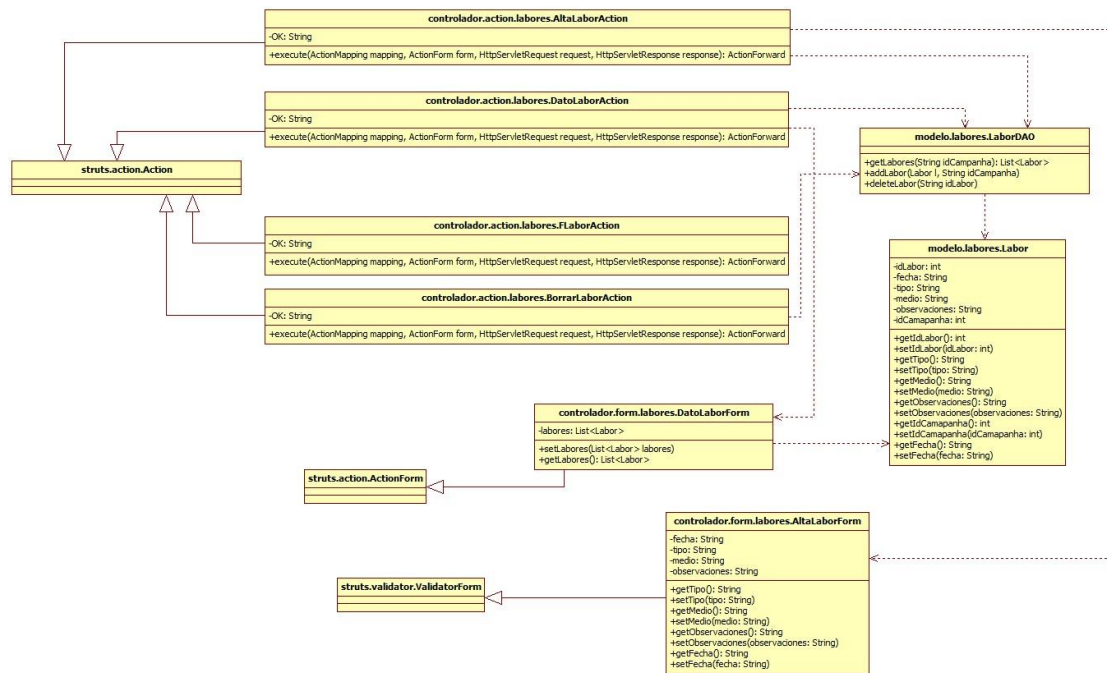 controlador.action.labores.AltaLaborAction
-OK: String
+execute(ActionMapping mapping, ActionForm form, HttpServletRequest request, HttpServletResponse response): ActionForward
controlador.action.labores.DatoLaborAction
-OK: String
+execute(ActionMapping mapping, ActionForm form, HttpServletRequest request, HttpServletResponse response): ActionForward
modelo.labores.LaborDAO
+getLabores(String idCampanha): List<Labor>
+addLabor(Labor l, String idCampanha)
+deleteLabor(String idLabor)
struts.action.Action
controlador.action.labores.FLaborAction
-OK: String
+execute(ActionMapping mapping, ActionForm form, HttpServletRequest request, HttpServletResponse response): ActionForward
modelo.labores.Labor
-idLabor: int
-fecha: String
-tipo: String
-medio: String
-observaciones: String
-idCamapanha: int
+getIdLabor(): int
+setIdLabor(idLabor: int)
+getTipo(): String
+setTipo(tipo: String)
+getMedio(): String
+setMedio(medio: String)
+getObservaciones(): String
+setObservaciones(observaciones: String)
+getIdCamapanha(): int
+setIdCamapanha(idCamapanha: int)
+getFecha(): String
+setFecha(fecha: String)
controlador.action.labores.BorrarLaborAction
-OK: String
+execute(ActionMapping mapping, ActionForm form, HttpServletRequest request, HttpServletResponse response): ActionForward
controlador.form.labores.DatoLaborForm
-labores: List<Labor>
+setLabores(List<Labor> labores)
+getLabores(): List<Labor>
struts.action.ActionForm
controlador.form.labores.AltaLaborForm
-fecha: String
-tipo: String
-medio: String
-observaciones: String
+getTipo(): String
+setTipo(tipo: String)
+getMedio(): String
+setMedio(medio: String)
+getObservaciones(): String
+setObservaciones(observaciones: String)
+getFecha(): String
+setFecha(fecha: String)
struts.validator.ValidatorForm